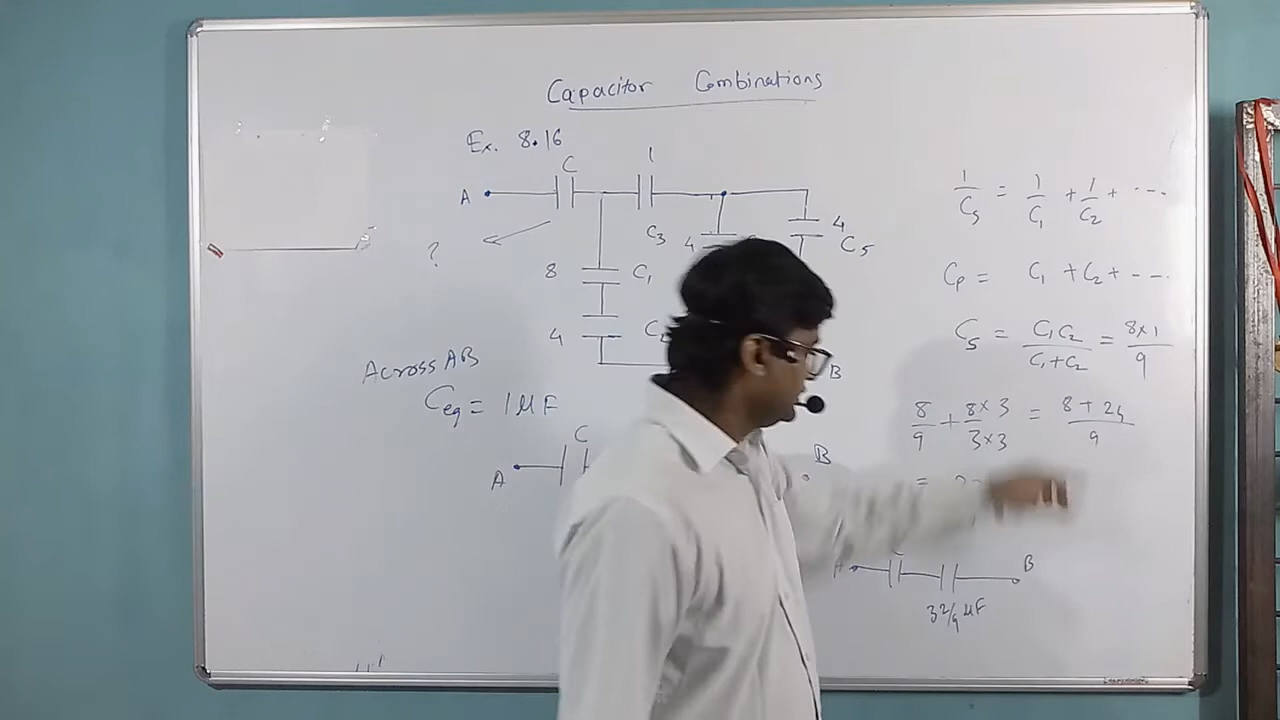 Capacitor Combinations
Ex. 8.16
C
1
A
C3
4
4
C5
?
8
C1
4
B
Across AB
Ceq = 1μF
C
A
B
1/Cs = 1/C1 + 1/C2 + ---
Cp = C1 + C2 + ---
Cs = C1C2/C1+C2 = 8×1/9
8/9 + 8×3/3×3 = 8+24/9
=
A
B
32/9 μF